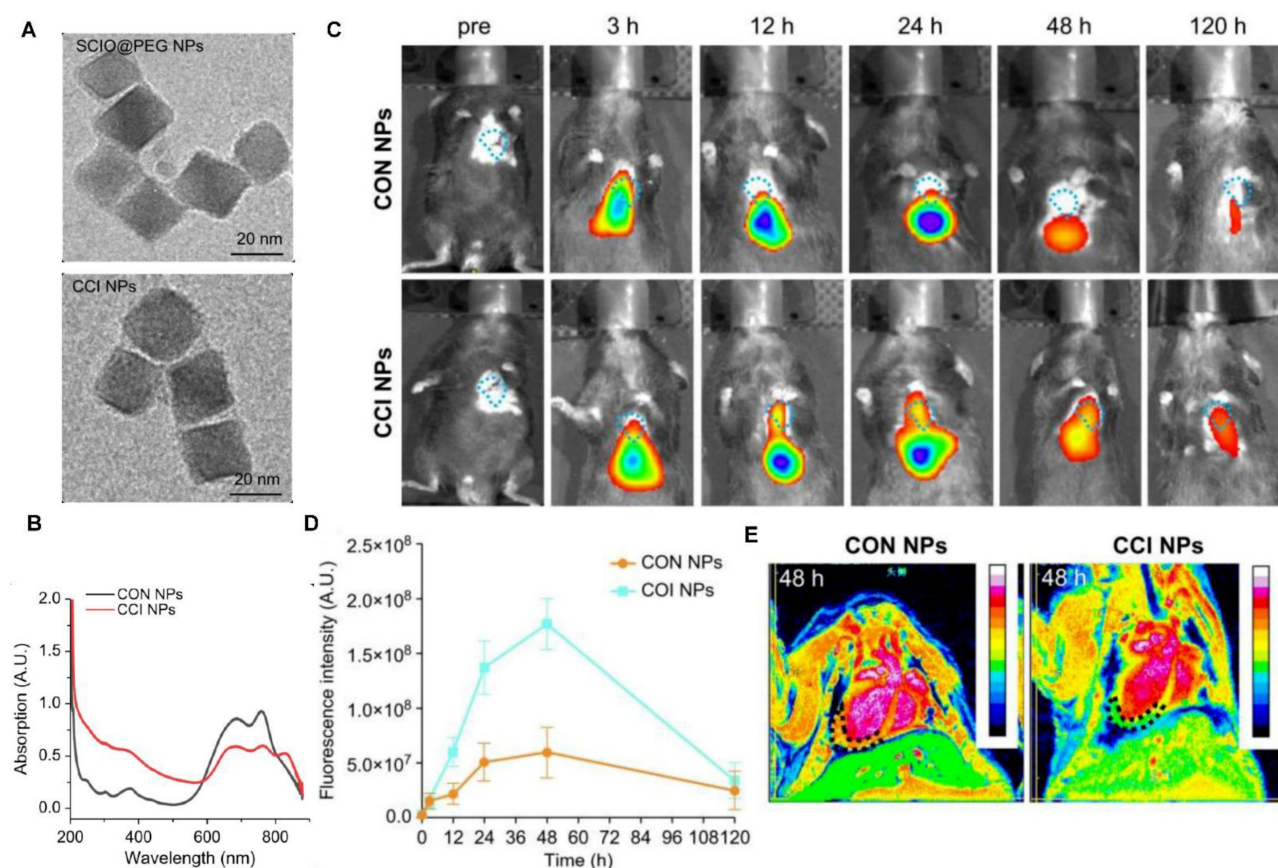 A
SCIO@PEG NPs
20 nm
CCI NPs
20 nm
B
2.0
1.5
1.0
0.5
0.0
Absorption (A.U.)
CON NPs
CCI NPs
200 400 600 800
Wavelength (nm)
C
pre 3 h 12 h 24 h 48 h 120 h
CON NPs
CCI NPs
D
2.5×10⁸
2.0×10⁸
1.5×10⁸
1.0×10⁸
5.0×10⁷
0.0
Fluorescence intensity (A.U.)
CON NPs
COI NPs
0 12 24 36 48 60 72 84 96 108 120
Time (h)
E
CON NPs CCI NPs
48 h
48 h